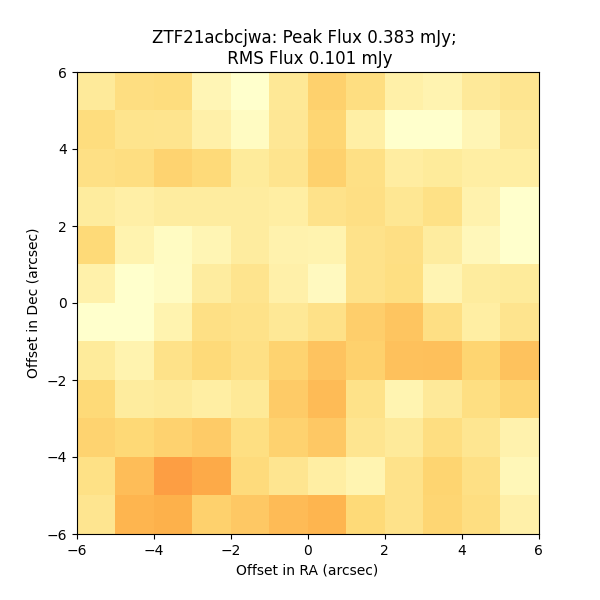 ZTF21acbcjwa: Peak Flux 0.383 mJy;
RMS Flux 0.101 mJy
6
4
2
0
−2
−4
−6
Offset in Dec (arcsec)
−6 −4 −2 0 2 4 6
Offset in RA (arcsec)